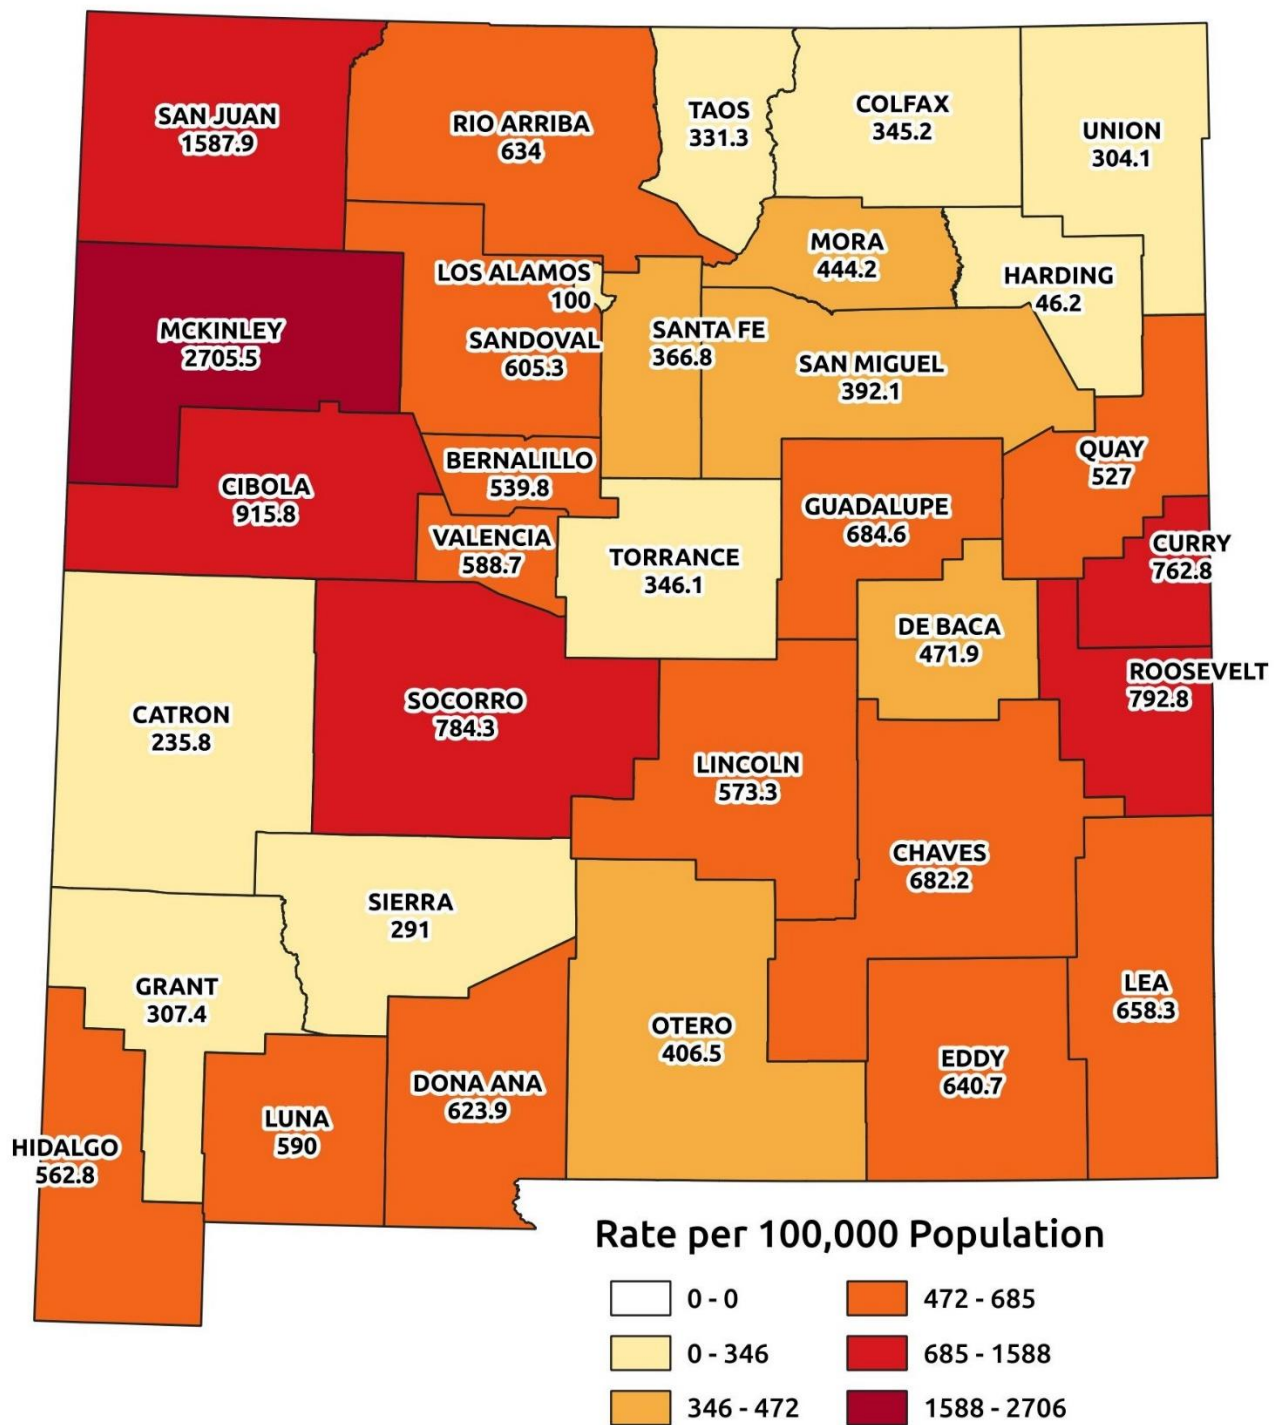 SAN JUAN
1587.9
RIO ARRIBA
634
TAOS
331.3
COLFAX
345.2
UNION
304.1
MORA
444.2
HARDING
46.2
LOS ALAMOS
100
MCKINLEY
2705.5
SANDOVAL
605.3
SANTA FE
366.8
SAN MIGUEL
392.1
QUAY
527
BERNALILLO
539.8
CIBOLA
915.8
GUADALUPE
684.6
VALENCIA
588.7
CURRY
762.8
TORRANCE
346.1
DE BACA
471.9
ROOSEVELT
792.8
SOCORRO
784.3
CATRON
235.8
LINCOLN
573.3
CHAVES
682.2
SIERRA
291
GRANT
307.4
LEA
658.3
OTERO
406.5
EDDY
640.7
DONA ANA
623.9
LUNA
590
HIDALGO
562.8
Rate per 100,000 Population
0 - 0
0 - 346
346 - 472
472 - 685
685 - 1588
1588 - 2706